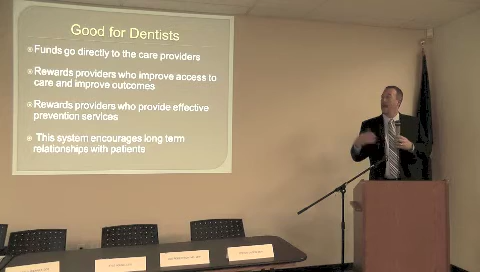 Good for Dentists
Funds go directly to the care providers
Rewards providers who improve access to
care and improve outcomes
Rewards providers who provide effective
prevention services
This system encourages long term
relationships with patients